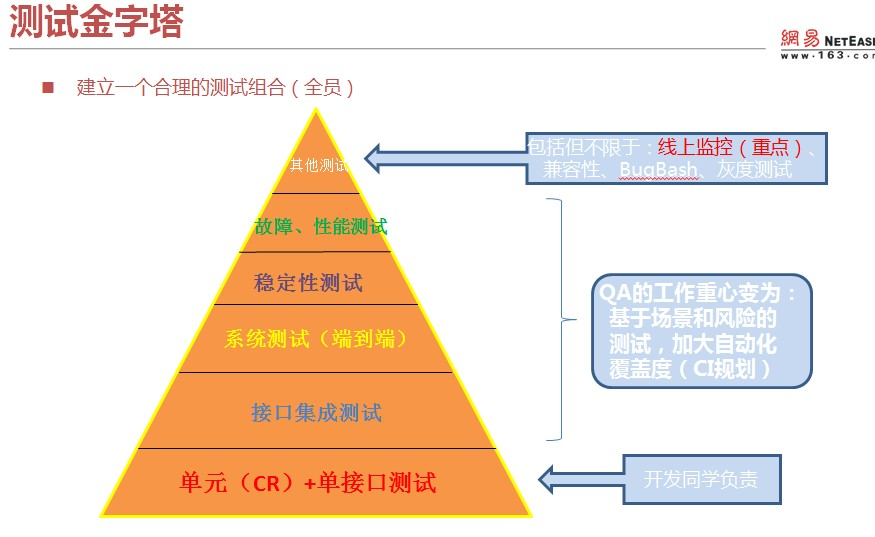 测试金字塔
網易 NETEASE
www.163.com
■ 建立一个合理的测试组合（全员）
其他测试
包括但不限于：线上监控（重点）、
兼容性、BugBash、灰度测试
故障、性能测试
稳定性测试
QA的工作重心变为：
基于场景和风险的
测试，加大自动化
覆盖度（CI规划）
系统测试（端到端）
接口集成测试
单元（CR）+单接口测试
开发同学负责